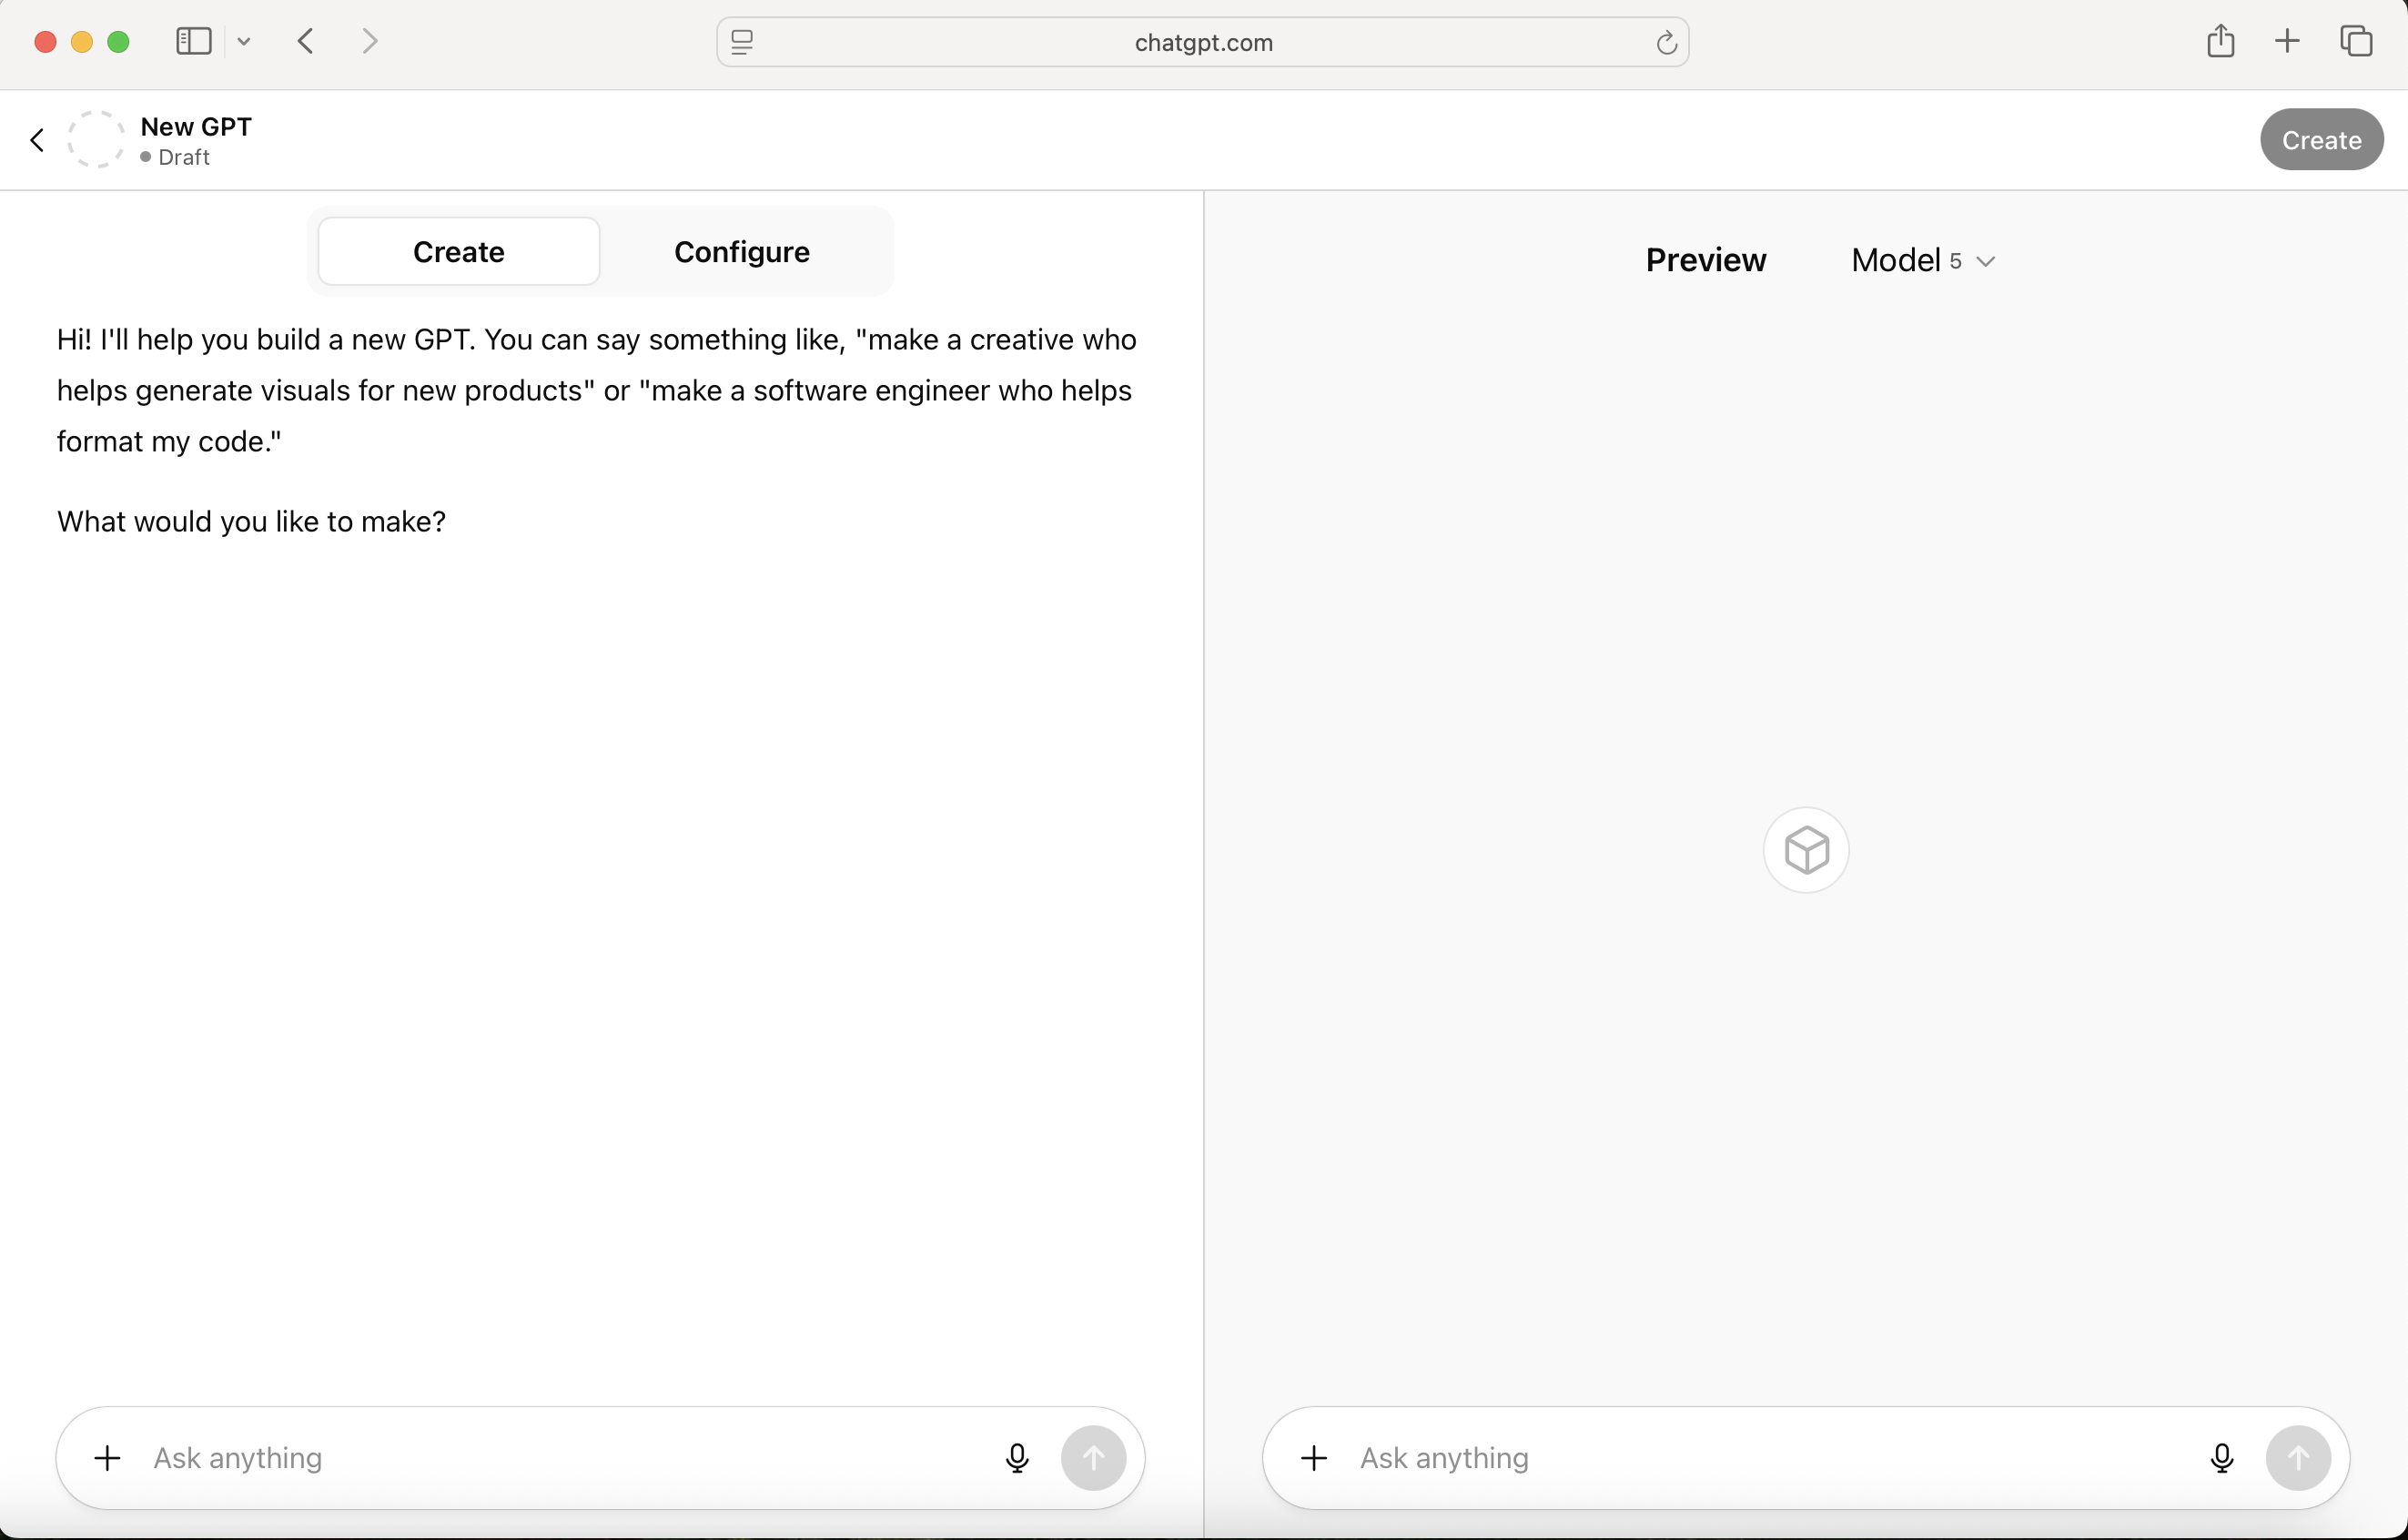 chatgpt.com
New GPT
Draft
Create
Create
Configure
Hi! I'll help you build a new GPT. You can say something like, "make a creative who
helps generate visuals for new products" or "make a software engineer who helps
format my code."
What would you like to make?
Ask anything
Preview
Model 5
Ask anything